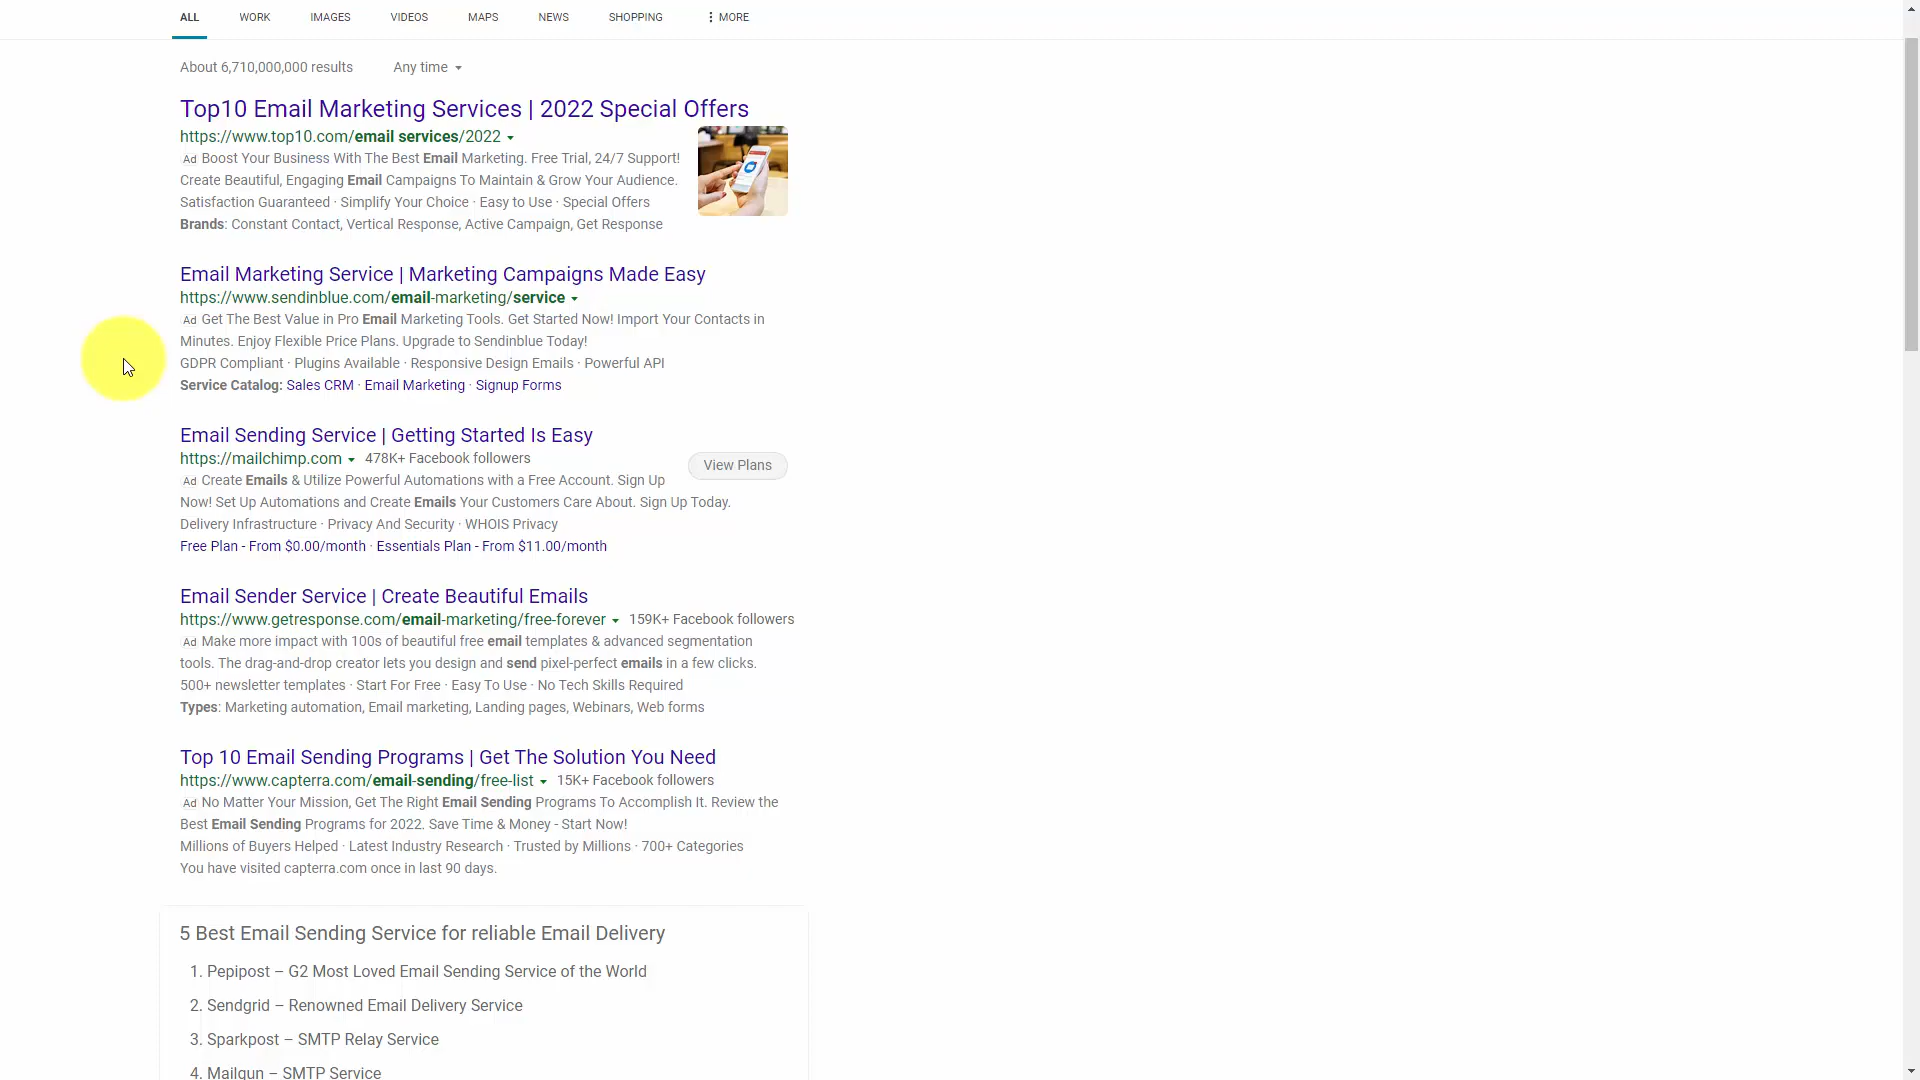 ALL WORK IMAGES VIDEOS MAPS NEWS SHOPPING MORE
About 6,710,000,000 results Any time
Top10 Email Marketing Services | 2022 Special Offers
https://www.top10.com/email services/2022
Ad Boost Your Business With The Best Email Marketing. Free Trial, 24/7 Support!
Create Beautiful, Engaging Email Campaigns To Maintain & Grow Your Audience.
Satisfaction Guaranteed · Simplify Your Choice · Easy to Use · Special Offers
Brands: Constant Contact, Vertical Response, Active Campaign, Get Response
Email Marketing Service | Marketing Campaigns Made Easy
https://www.sendinblue.com/email-marketing/service
Ad Get The Best Value in Pro Email Marketing Tools. Get Started Now! Import Your Contacts in
Minutes. Enjoy Flexible Price Plans. Upgrade to Sendinblue Today!
GDPR Compliant · Plugins Available · Responsive Design Emails · Powerful API
Service Catalog: Sales CRM · Email Marketing · Signup Forms
Email Sending Service | Getting Started Is Easy
https://mailchimp.com 478K+ Facebook followers
View Plans
Ad Create Emails & Utilize Powerful Automations with a Free Account. Sign Up
Now! Set Up Automations and Create Emails Your Customers Care About. Sign Up Today.
Delivery Infrastructure · Privacy And Security · WHOIS Privacy
Free Plan - From $0.00/month · Essentials Plan - From $11.00/month
Email Sender Service | Create Beautiful Emails
https://www.getresponse.com/email-marketing/free-forever 159K+ Facebook followers
Ad Make more impact with 100s of beautiful free email templates & advanced segmentation
tools. The drag-and-drop creator lets you design and send pixel-perfect emails in a few clicks.
500+ newsletter templates · Start For Free · Easy To Use · No Tech Skills Required
Types: Marketing automation, Email marketing, Landing pages, Webinars, Web forms
Top 10 Email Sending Programs | Get The Solution You Need
https://www.capterra.com/email-sending/free-list 15K+ Facebook followers
Ad No Matter Your Mission, Get The Right Email Sending Programs To Accomplish It. Review the
Best Email Sending Programs for 2022. Save Time & Money - Start Now!
Millions of Buyers Helped · Latest Industry Research · Trusted by Millions · 700+ Categories
You have visited capterra.com once in last 90 days.
5 Best Email Sending Service for reliable Email Delivery
1. Pepipost – G2 Most Loved Email Sending Service of the World
2. Sendgrid – Renowned Email Delivery Service
3. Sparkpost – SMTP Relay Service
4. Mailgun – SMTP Service